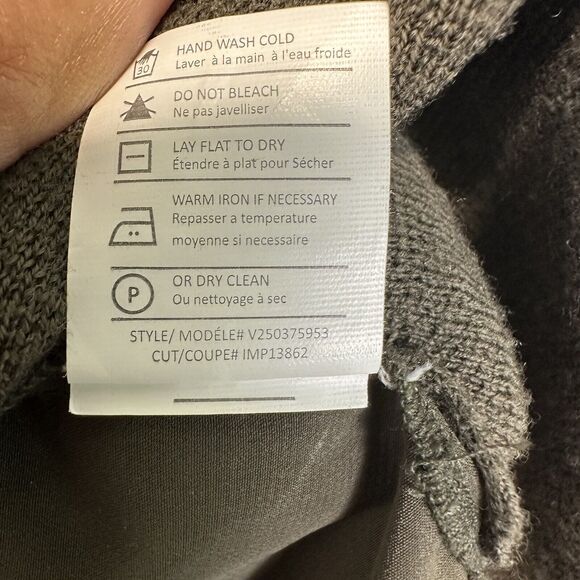 30
HAND WASH COLD
Laver à la main à l'eau froide
DO NOT BLEACH
Ne pas javelliser
LAY FLAT TO DRY
Étendre à plat pour Sécher
WARM IRON IF NECESSARY
Repasser a temperature
moyenne si necessaire
P
OR DRY CLEAN
Ou nettoyage à sec
STYLE/ MODÉLE# V250375953
CUT/COUPE# IMP13862